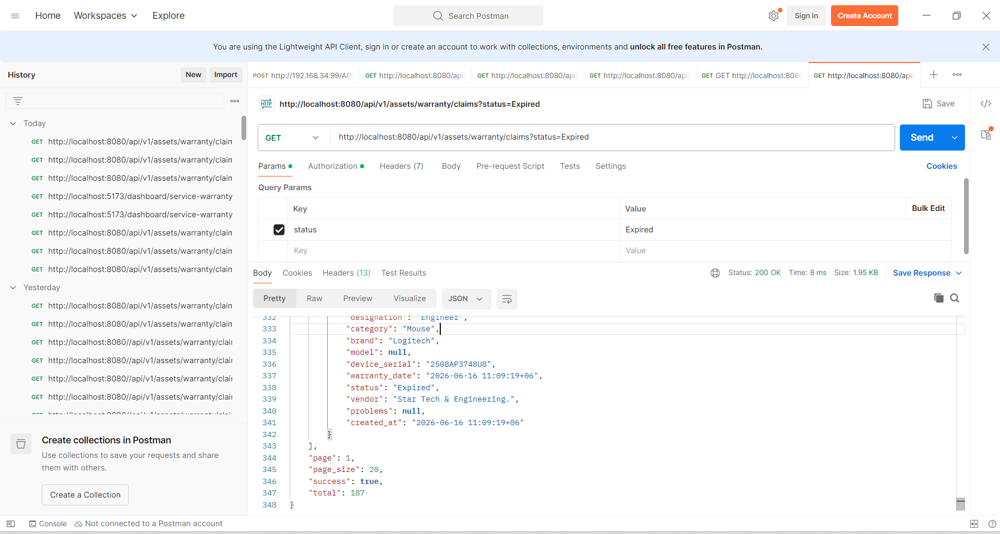 Home Workspaces Explore Search Postman Sign In Create Account
You are using the Lightweight API Client, sign in or create an account to work with collections, environments and unlock all free features in Postman.
History New Import
Today
GET http://localhost:8080/api/v1/assets/warranty/claim
GET http://localhost:8080/api/v1/assets/warranty/claim
GET http://localhost:8080/api/v1/assets/warranty/claim
GET http://localhost:5173/dashboard/service-warranty
GET http://localhost:5173/dashboard/service-warranty
GET http://localhost:8080/api/v1/assets/warranty/claim
GET http://localhost:8080/api/v1/assets/warranty/claim
GET http://localhost:8080/api/v1/assets/warranty/claim
Yesterday
GET http://localhost:8080/api/v1/assets/warranty/claim
GET http://localhost:8080/api/v1/assets/warranty/claim
GET http://localhost:8080//api/v1/assets/warranty/clai
GET http://localhost:8080//api/v1/assets/warranty/clai
GET http://localhost:8080//api/v1/assets/warranty/clai
GET http://localhost:8080//api/v1/assets/warranty/clai
Create collections in Postman
Use collections to save your requests and share
them with others.
Create a Collection
POST http://192.168.34.99/API GET http://localhost:8080/api/ GET http://localhost:8080/api/ GET http://localhost:8080/api/ GET GET http://localhost:8080 GET http://localhost:8080/api/
HTTP http://localhost:8080/api/v1/assets/warranty/claims?status=Expired Save
GET http://localhost:8080/api/v1/assets/warranty/claims?status=Expired Send
Params Authorization Headers (7) Body Pre-request Script Tests Settings Cookies
Query Params
Key Value Bulk Edit
status Expired
Key Value
Body Cookies Headers (13) Test Results Status: 200 OK Time: 8 ms Size: 1.95 KB Save Response
Pretty Raw Preview Visualize JSON
332 "designation": "Engineer",
333 "category": "Mouse",
334 "brand": "Logitech",
335 "model": null,
336 "device_serial": "2508AP3748U8",
337 "warranty_date": "2026-06-16 11:09:19+06",
338 "status": "Expired",
339 "vendor": "Star Tech & Engineering.",
340 "problems": null,
341 "created_at": "2026-06-16 11:09:19+06"
342 }
343 ],
344 "page": 1,
345 "page_size": 20,
346 "success": true,
347 "total": 187
348 }
Console Not connected to a Postman account